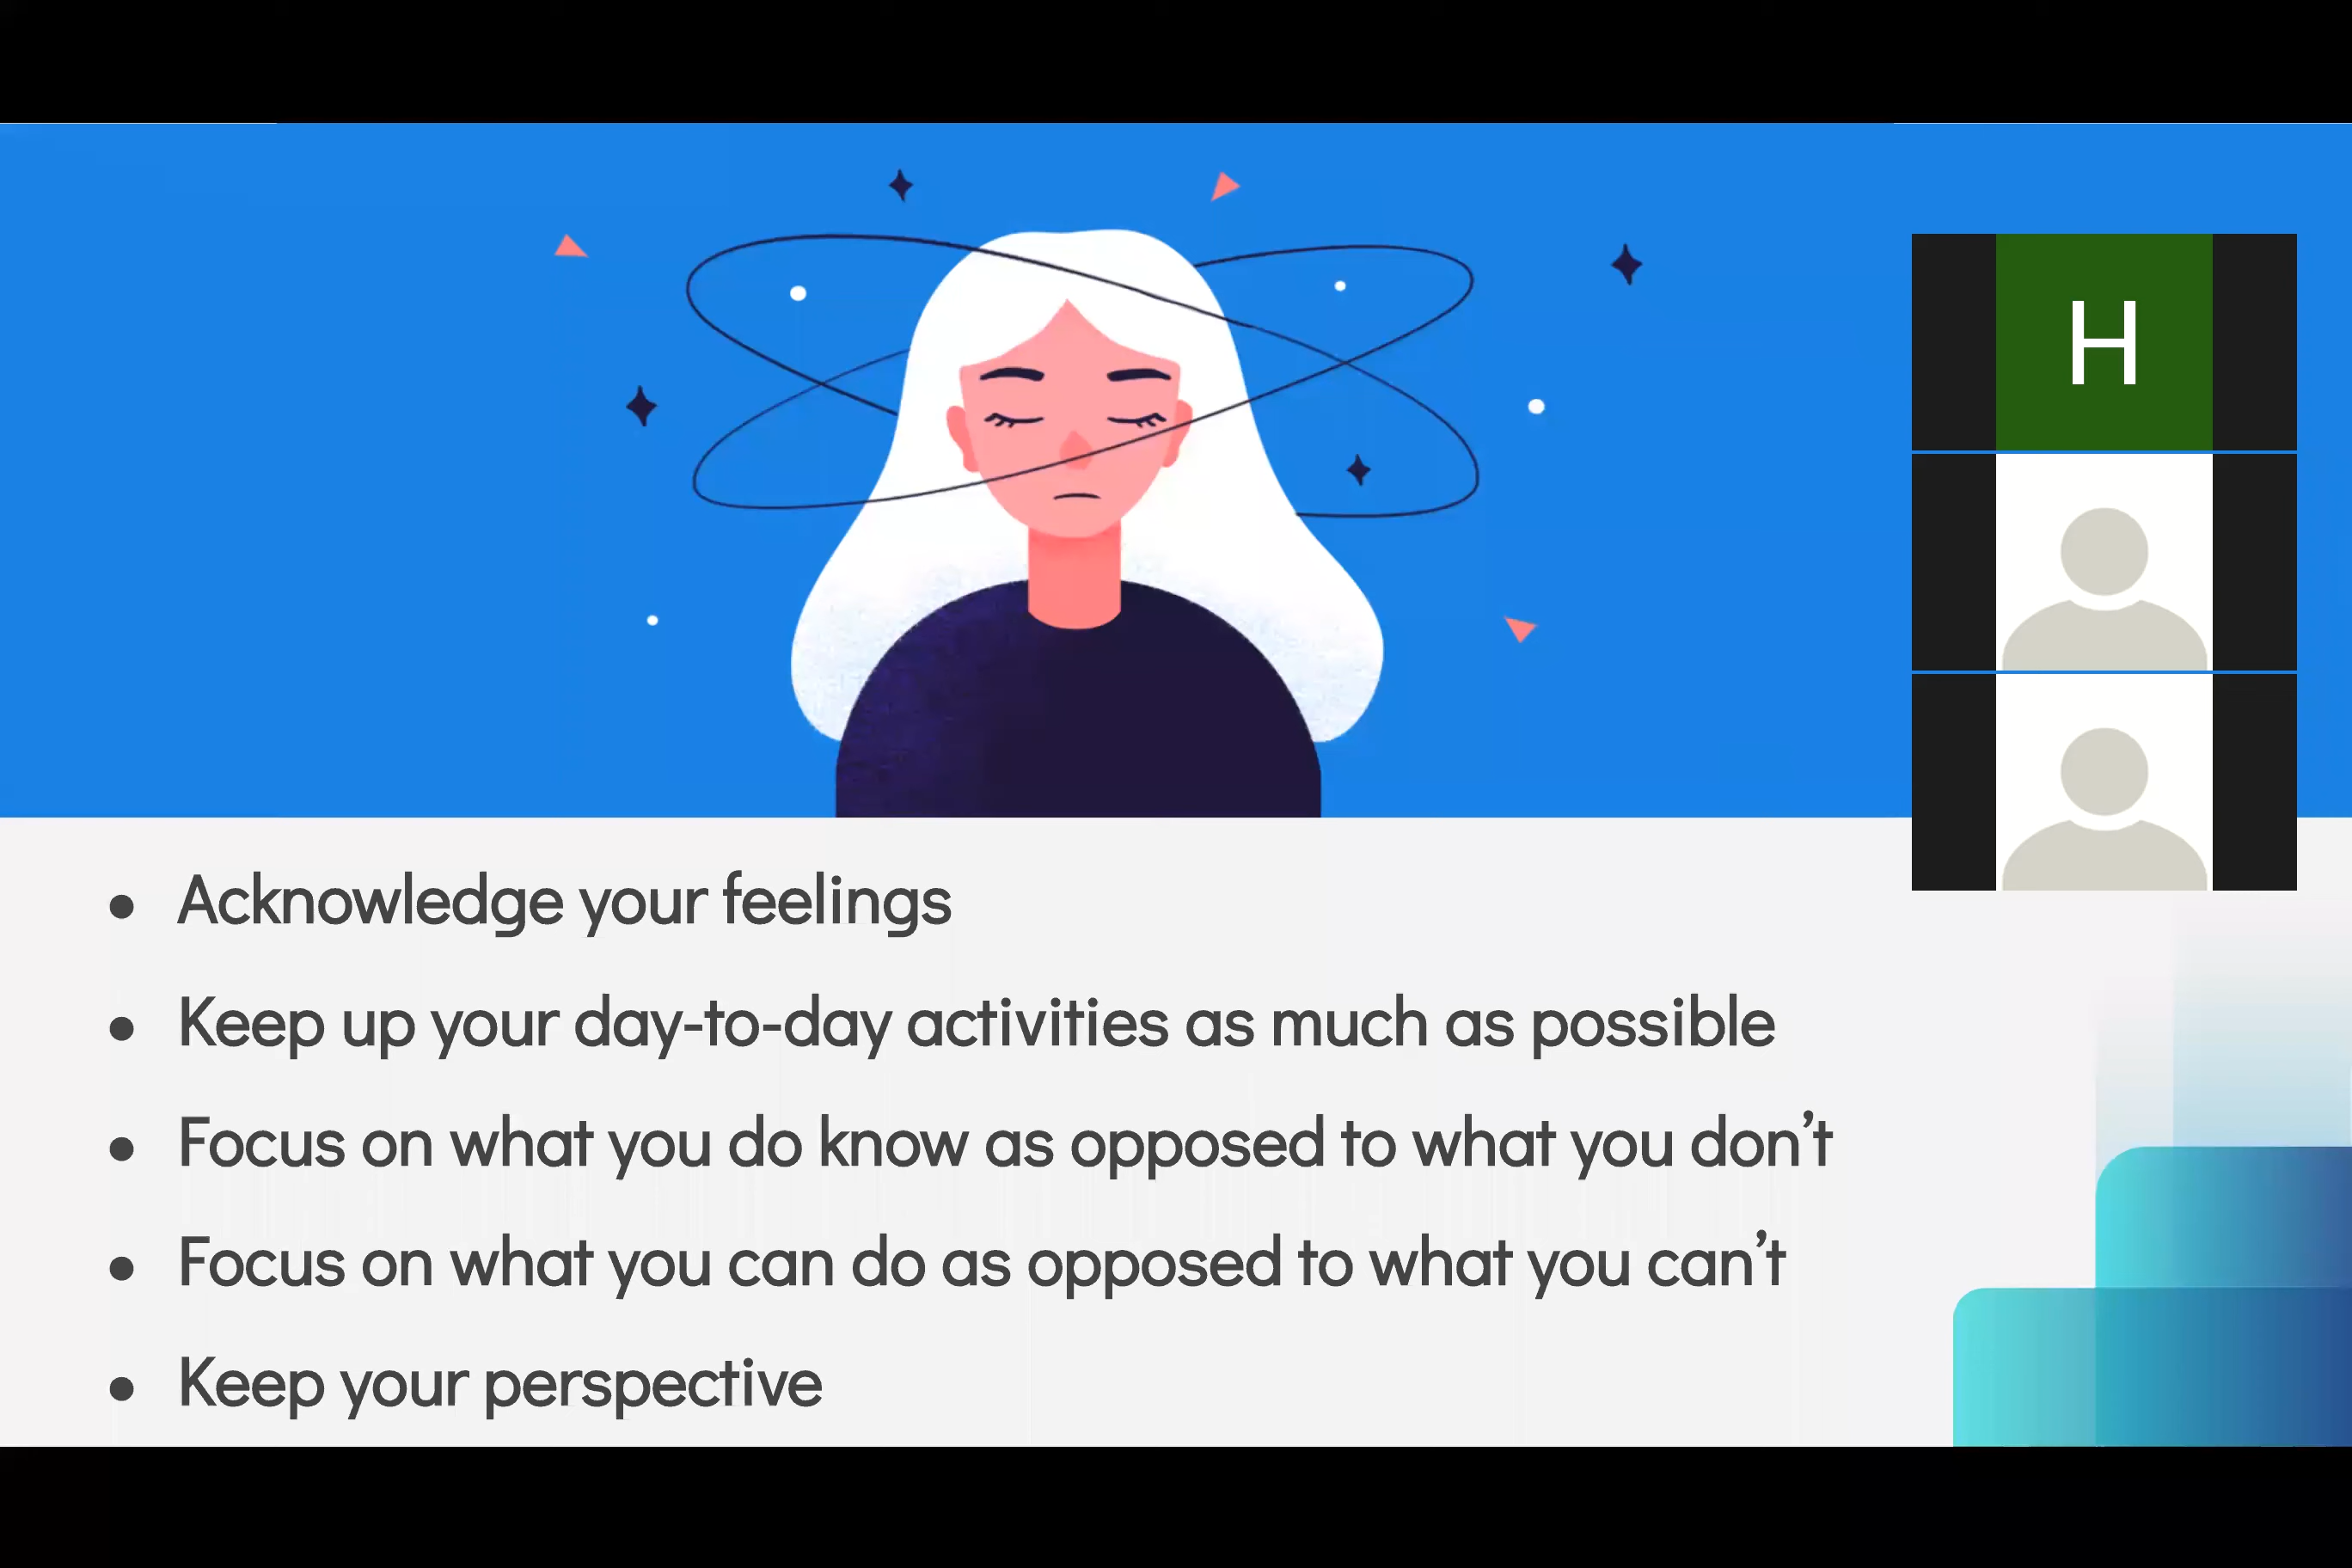 H
• Acknowledge your feelings
• Keep up your day-to-day activities as much as possible
• Focus on what you do know as opposed to what you don’t
• Focus on what you can do as opposed to what you can’t
• Keep your perspective